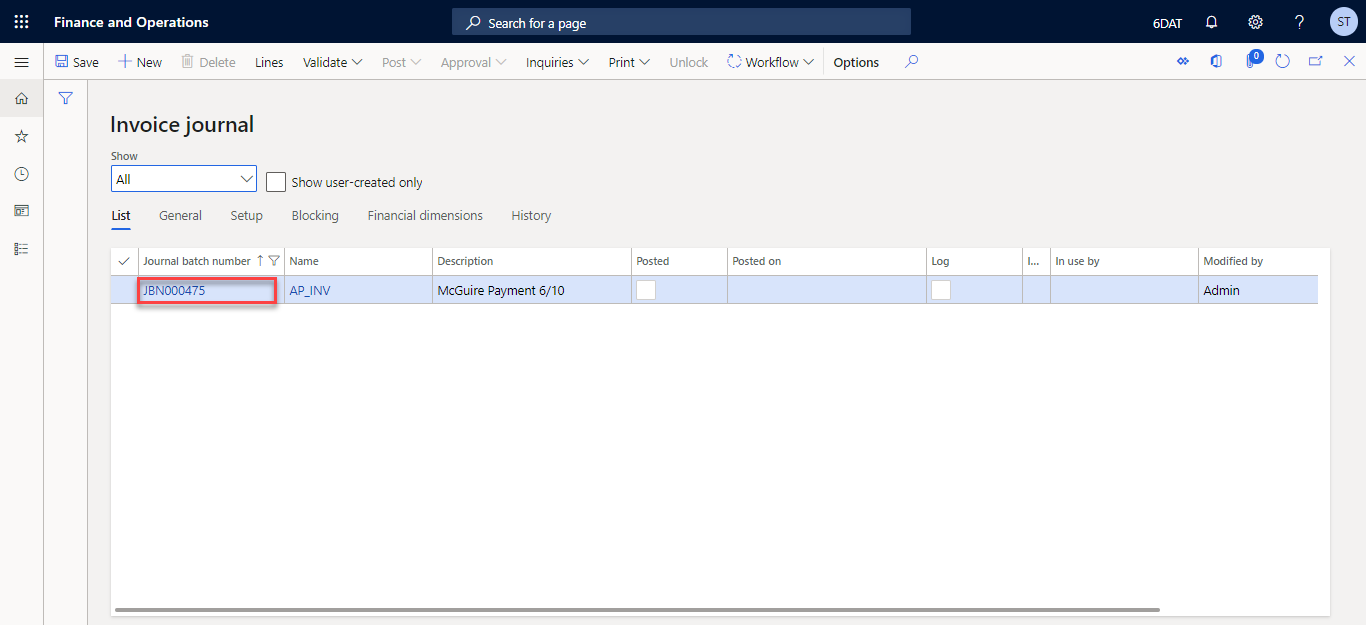 Finance and Operations
Search for a page
6DAT
?
ST
Save
New
Delete
Lines
Validate
Post
Approval
Inquiries
Print
Unlock
Workflow
Options
0
Invoice journal
Show
All
Show user-created only
List
General
Setup
Blocking
Financial dimensions
History
Journal batch number
Name
Description
Posted
Posted on
Log
I...
In use by
Modified by
JBN000475
AP_INV
McGuire Payment 6/10
Admin